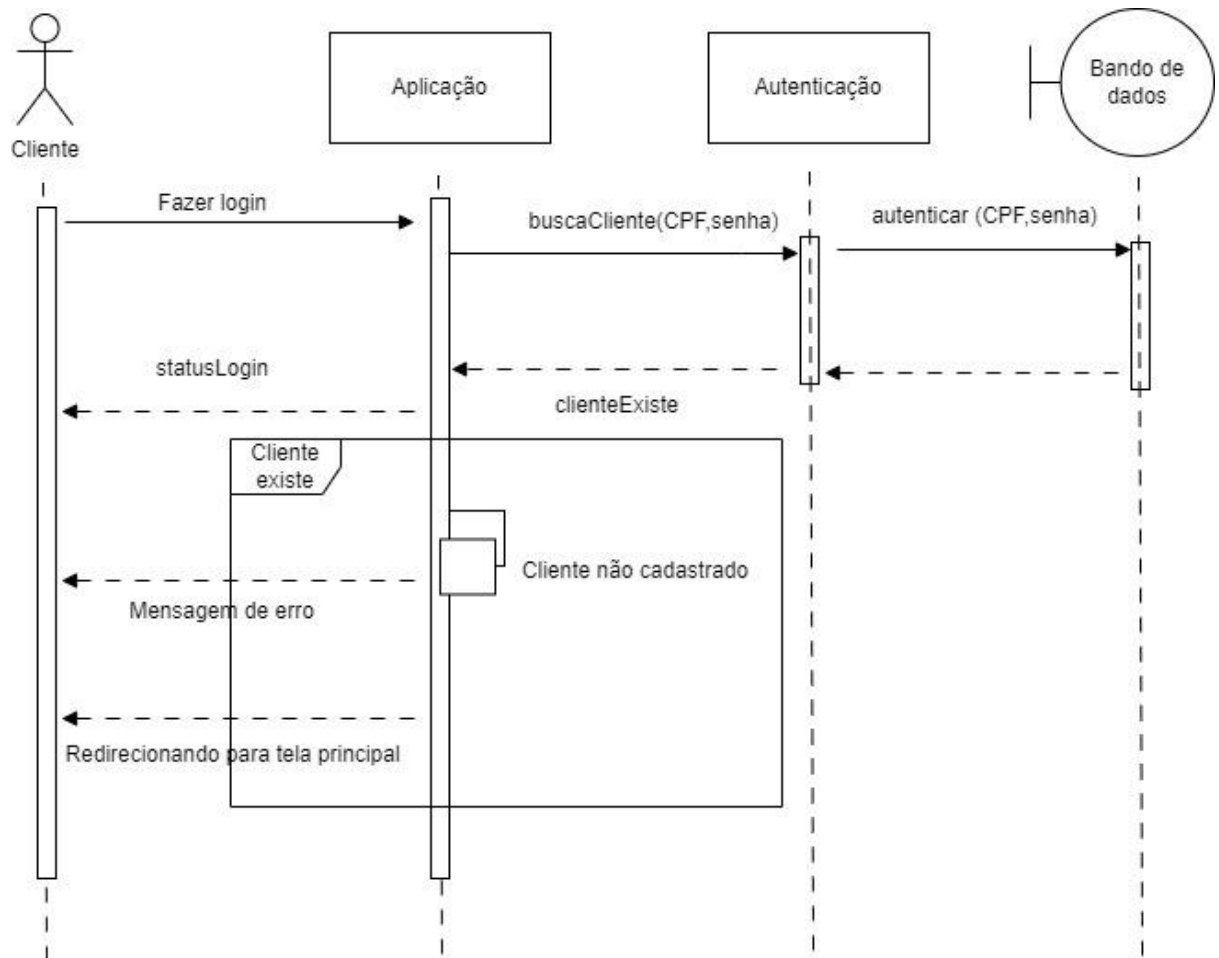 Cliente
Aplicação
Autenticação
Bando de
dados
Fazer login
buscaCliente(CPF,senha)
autenticar (CPF,senha)
statusLogin
clienteExiste
Cliente
existe
Cliente não cadastrado
Mensagem de erro
Redirecionando para tela principal